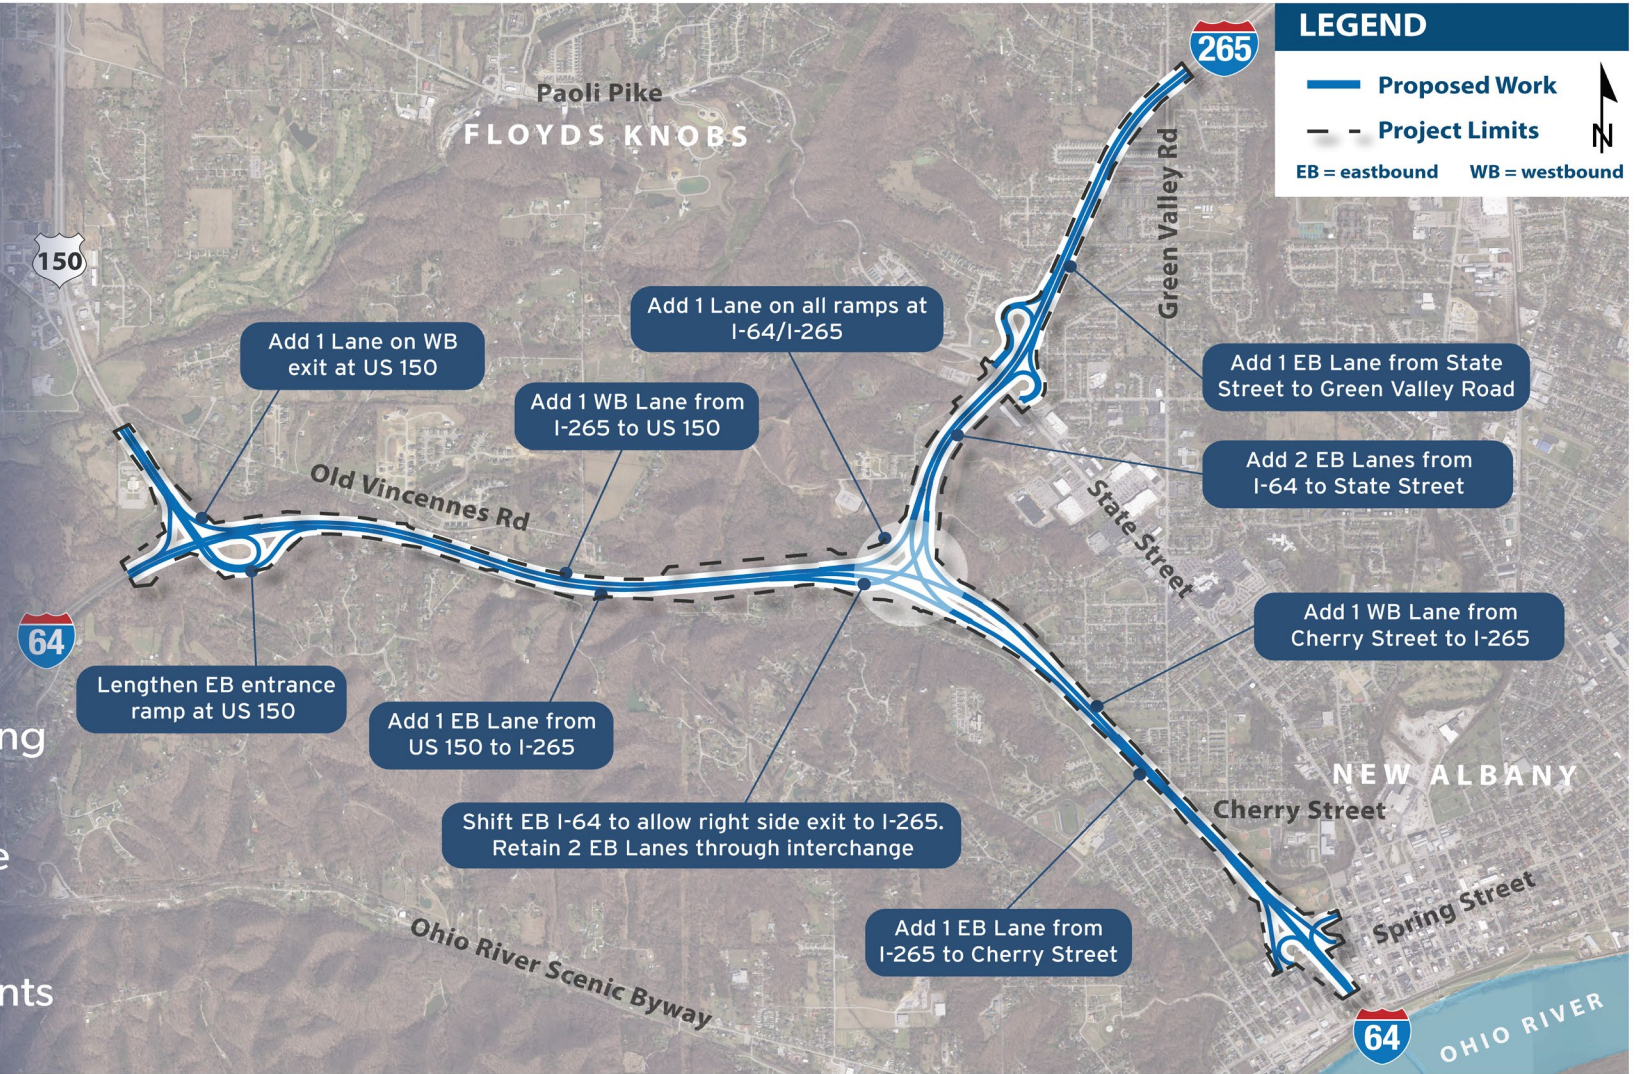 LEGEND
Proposed Work
Project Limits
N
EB = eastbound WB = westbound
265
Paoli Pike
FLOYDS KNOBS
Green Valley Rd
150
Add 1 Lane on all ramps at
I-64/I-265
Add 1 Lane on WB
exit at US 150
Add 1 WB Lane from
I-265 to US 150
Add 1 EB Lane from State
Street to Green Valley Road
Add 2 EB Lanes from
I-64 to State Street
Old Vincennes Rd
State Street
64
Add 1 WB Lane from
Cherry Street to I-265
Lengthen EB entrance
ramp at US 150
Add 1 EB Lane from
US 150 to I-265
ng
NEW ALBANY
Cherry Street
Shift EB I-64 to allow right side exit to I-265.
Retain 2 EB Lanes through interchange
e
Spring Street
Add 1 EB Lane from
I-265 to Cherry Street
Ohio River Scenic Byway
nts
64
OHIO RIVER